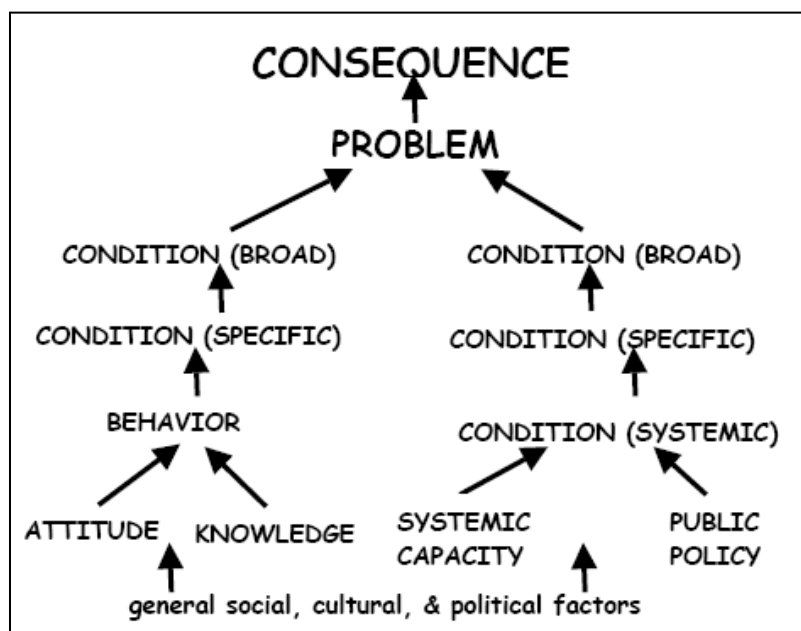 CONSEQUENCE
PROBLEM
CONDITION (BROAD)
CONDITION (BROAD)
CONDITION (SPECIFIC)
CONDITION (SPECIFIC)
BEHAVIOR
CONDITION (SYSTEMIC)
ATTITUDE
KNOWLEDGE
SYSTEMIC
CAPACITY
PUBLIC
POLICY
general social, cultural, & political factors